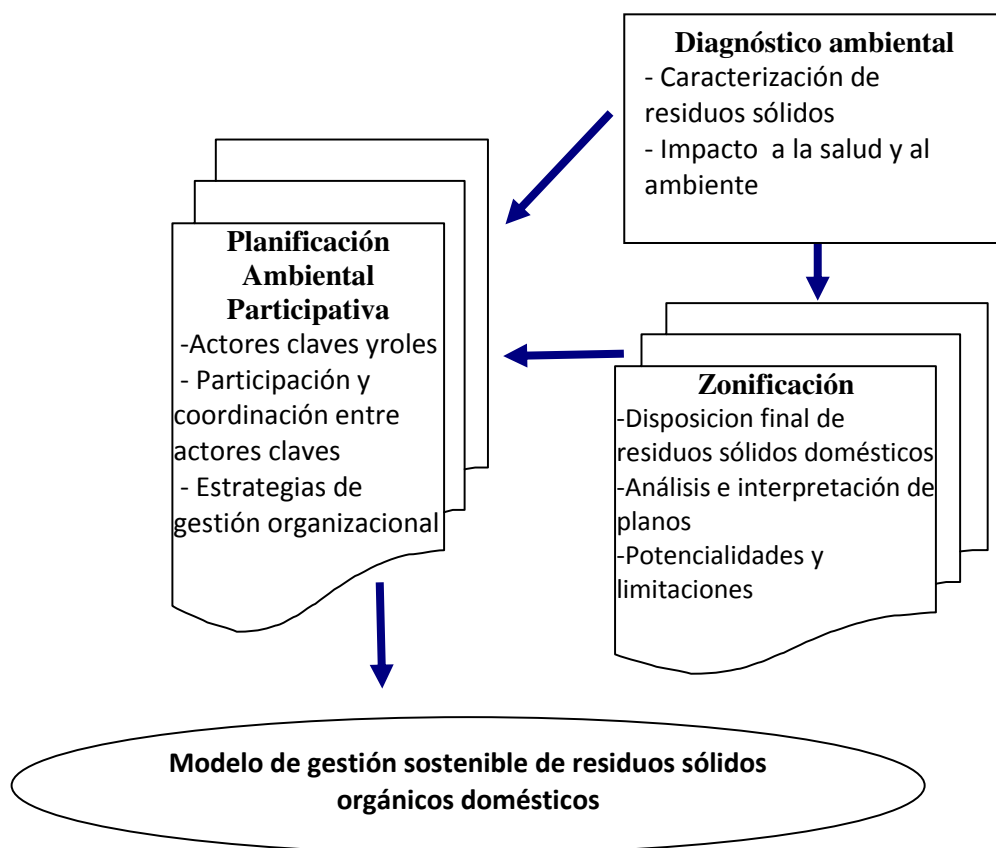 Diagnóstico ambiental
- Caracterización de
residuos sólidos
- Impacto a la salud y al
ambiente
Planificación
Ambiental
Participativa
-Actores claves yroles
- Participación y
coordinación entre
actores claves
- Estrategias de
gestión organizacional
Zonificación
-Disposicion final de
residuos sólidos domésticos
-Análisis e interpretación de
planos
-Potencialidades y
limitaciones
Modelo de gestión sostenible de residuos sólidos
orgánicos domésticos